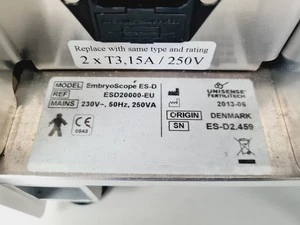 Replace with same type and rating
2 x T3,15A / 250V
MODEL EmbryoScope ES-D
REF ESD20000-EU
MAINS 230V~, 50Hz, 250VA
0543
UNISENSE
FERTILITECH
2013-06
ORIGIN DENMARK
SN ES-D2.459